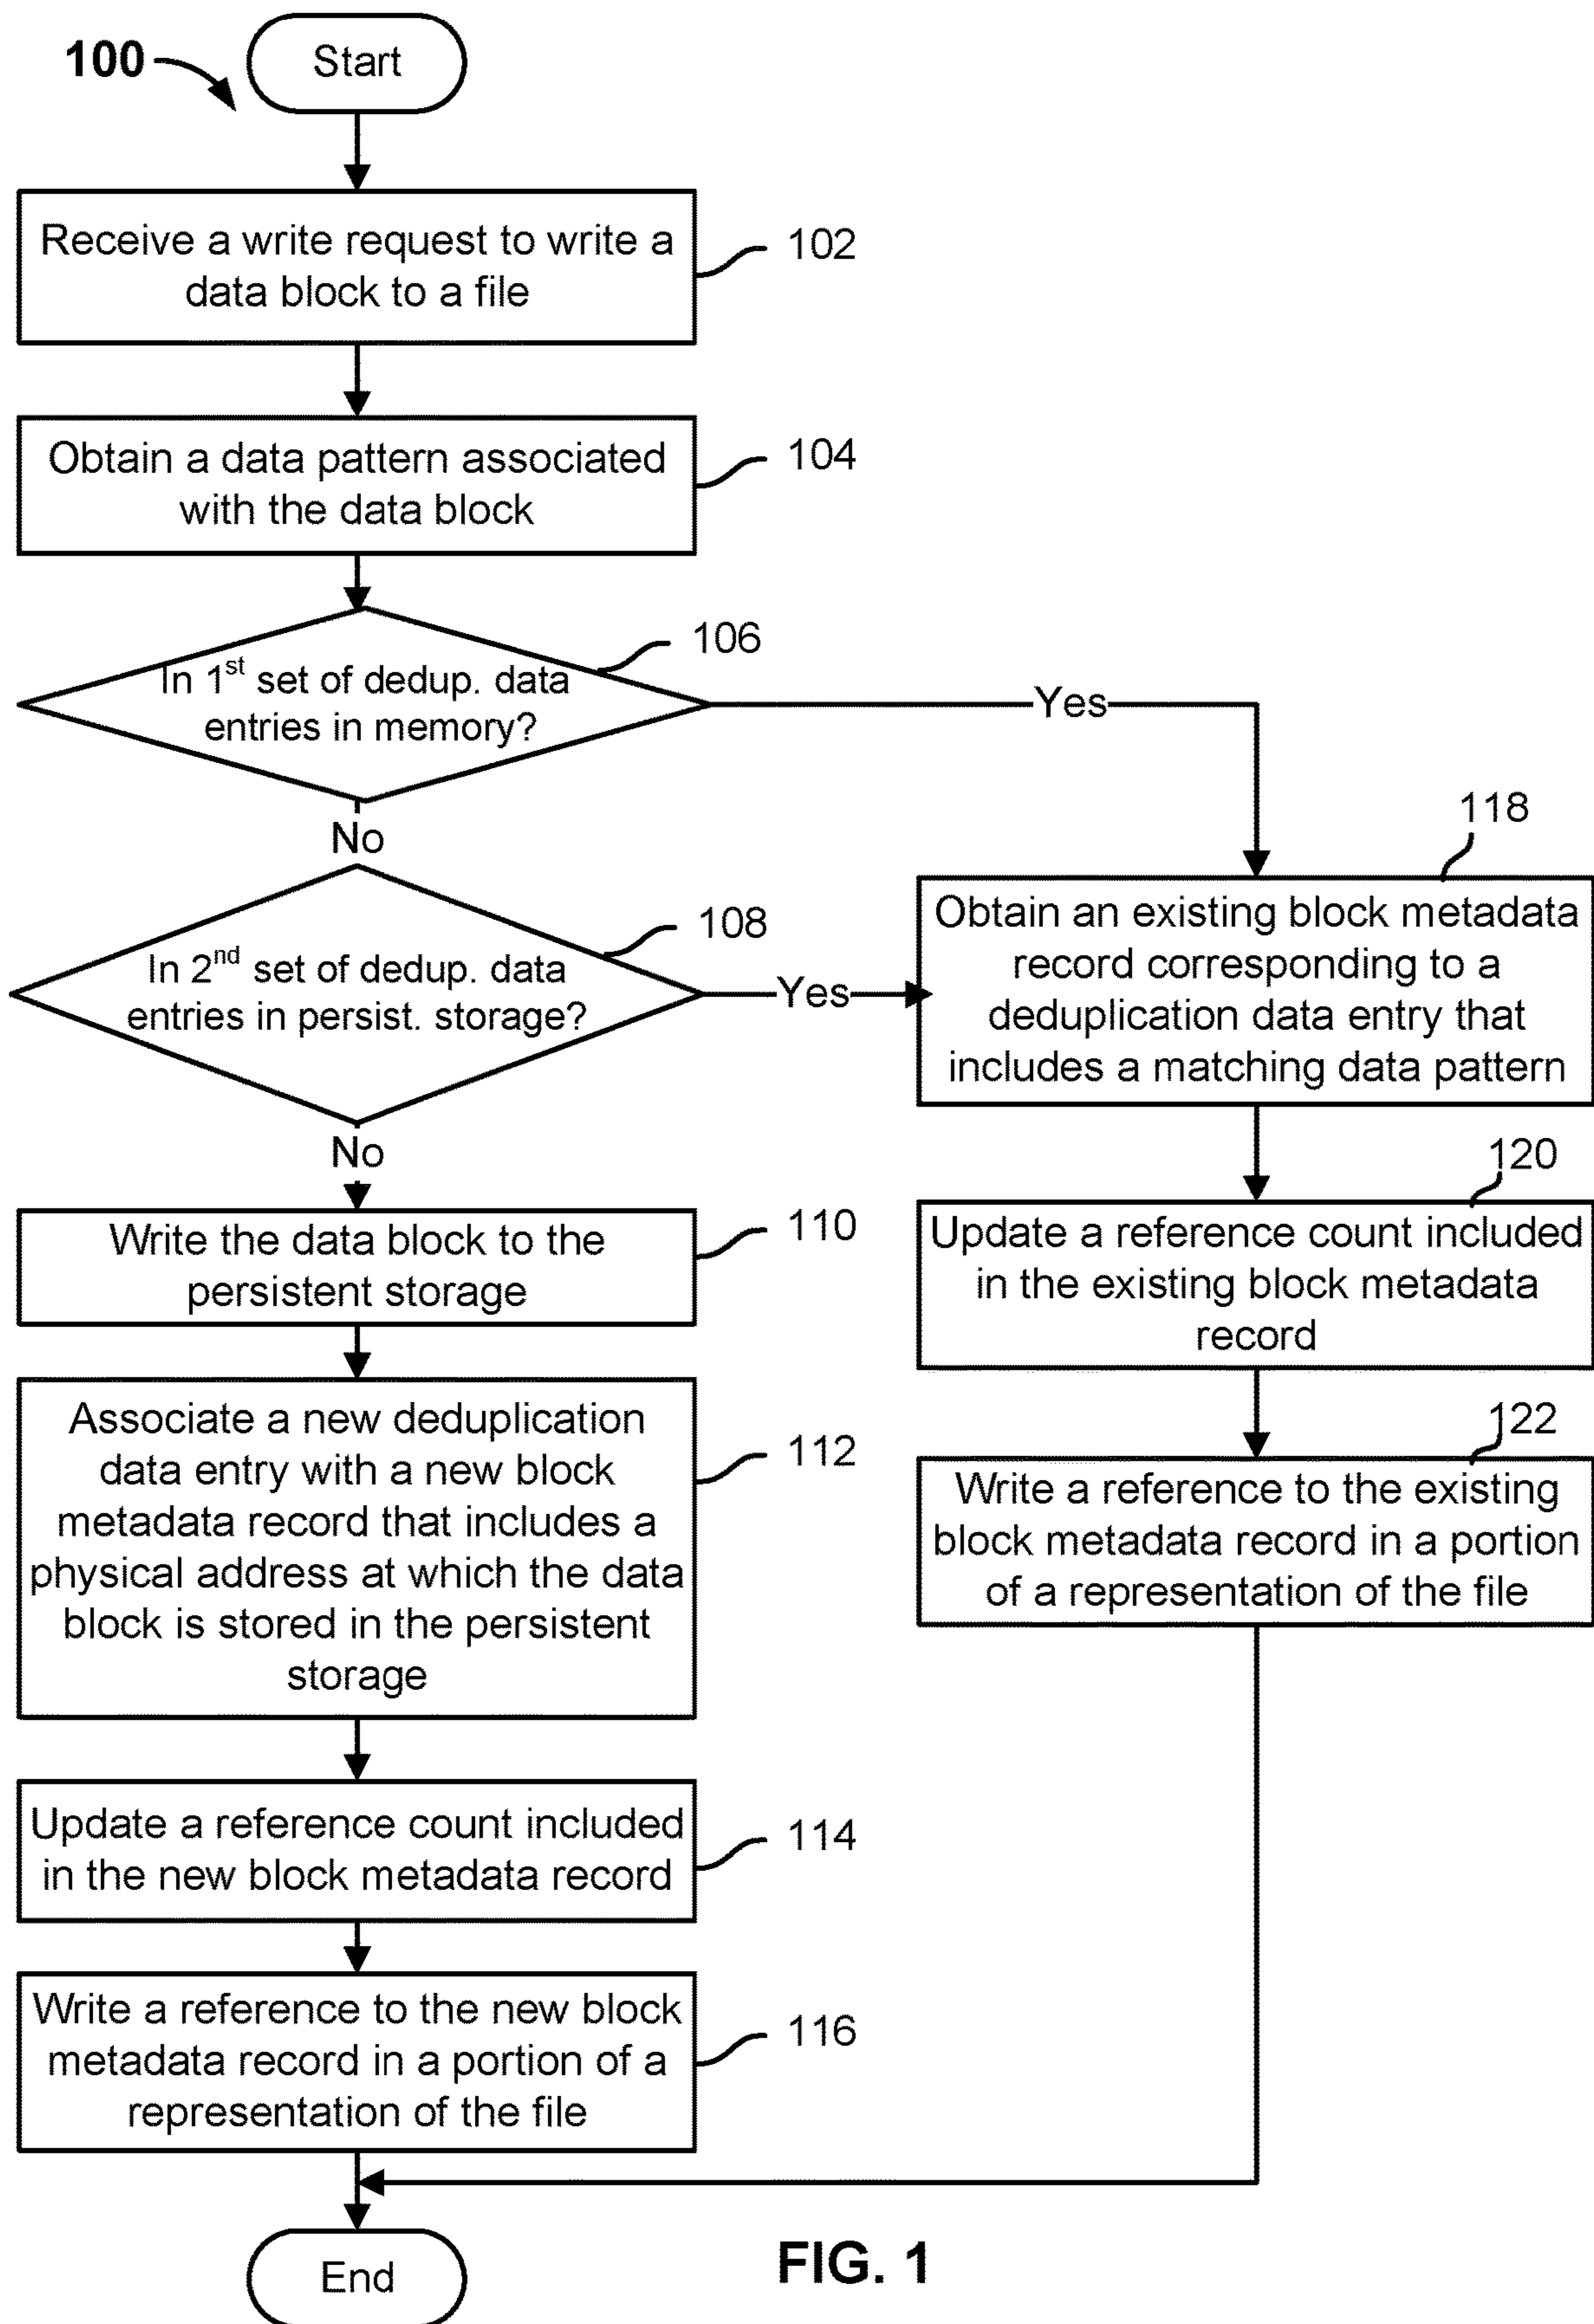 100
Start
Receive a write request to write a
data block to a file
102
Obtain a data pattern associated
with the data block
104
In 1st set of dedup. data
entries in memory?
106
Yes
No
In 2nd set of dedup. data
entries in persist. storage?
108
Yes
No
118
Obtain an existing block metadata
record corresponding to a
deduplication data entry that
includes a matching data pattern
120
Update a reference count included
in the existing block metadata
record
122
Write a reference to the existing
block metadata record in a portion
of a representation of the file
Write the data block to the
persistent storage
110
Associate a new deduplication
data entry with a new block
metadata record that includes a
physical address at which the data
block is stored in the persistent
storage
112
Update a reference count included
in the new block metadata record
114
Write a reference to the new block
metadata record in a portion of a
representation of the file
116
End
FIG. 1